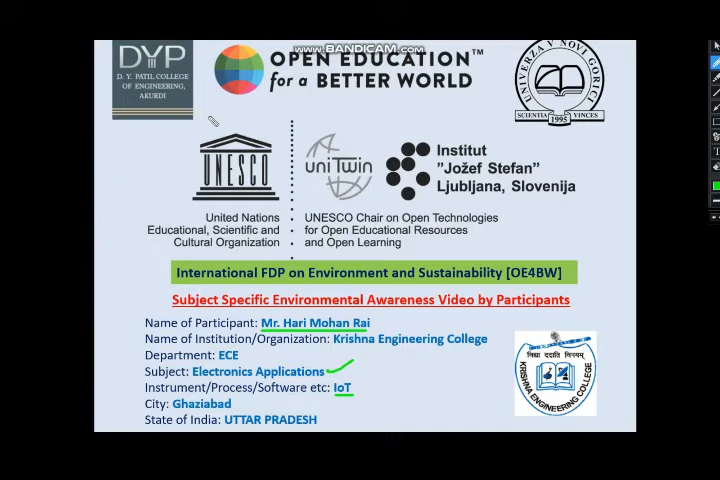 WWW.BANDICAM.COM
DYP
D. Y. PATIL COLLEGE
OF ENGINEERING,
AKURDI
OPEN EDUCATION™
for a BETTER WORLD
UNIVERZA V NOVI GORICI
SCIENTIA VINCES
1995
UNESCO
United Nations
Educational, Scientific and
Cultural Organization
uniTwin
Institut
"Jožef Stefan"
Ljubljana, Slovenija
UNESCO Chair on Open Technologies
for Open Educational Resources
and Open Learning
International FDP on Environment and Sustainability [OE4BW]
Subject Specific Environmental Awareness Video by Participants
Name of Participant: Mr. Hari Mohan Rai
Name of Institution/Organization: Krishna Engineering College
Department: ECE
Subject: Electronics Applications
Instrument/Process/Software etc: IoT
City: Ghaziabad
State of India: UTTAR PRADESH
विद्या ददाति विनयम्
KRISHNA ENGINEERING COLLEGE